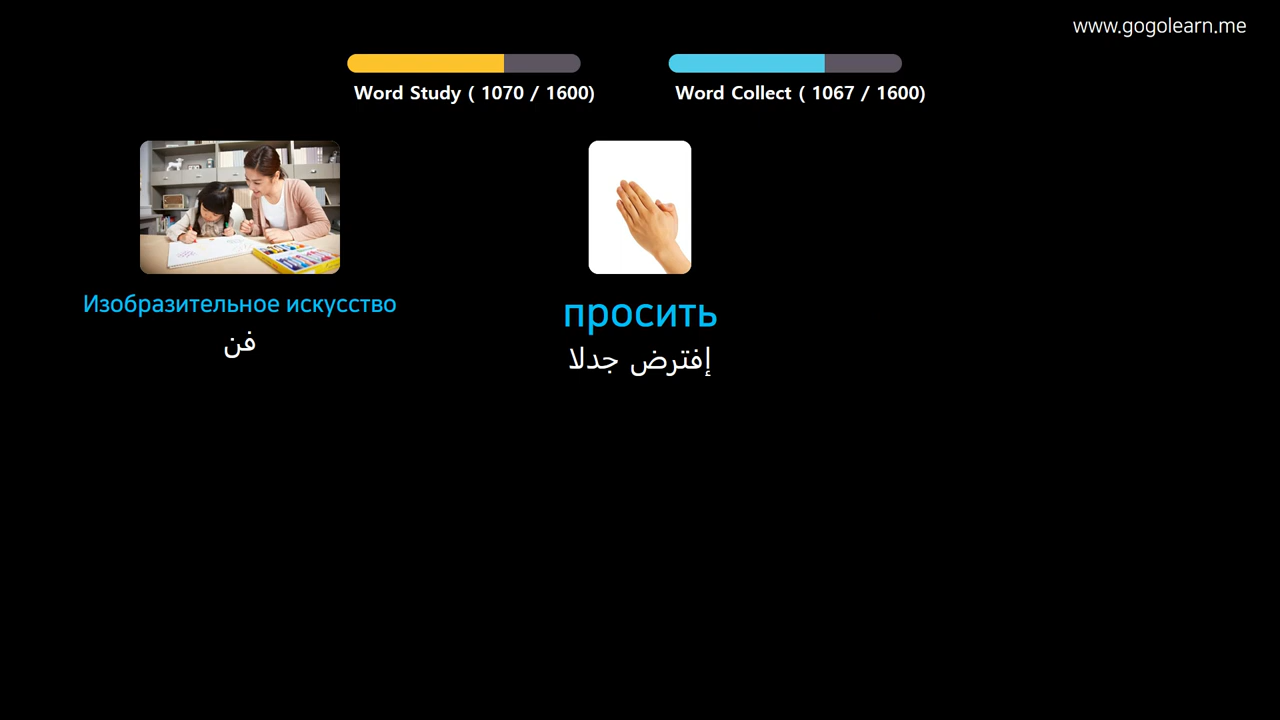 www.gogolearn.me
Word Study ( 1070 / 1600)
Word Collect ( 1067 / 1600)
Изобразительное искусство
فن
просить
إفترض جدلا